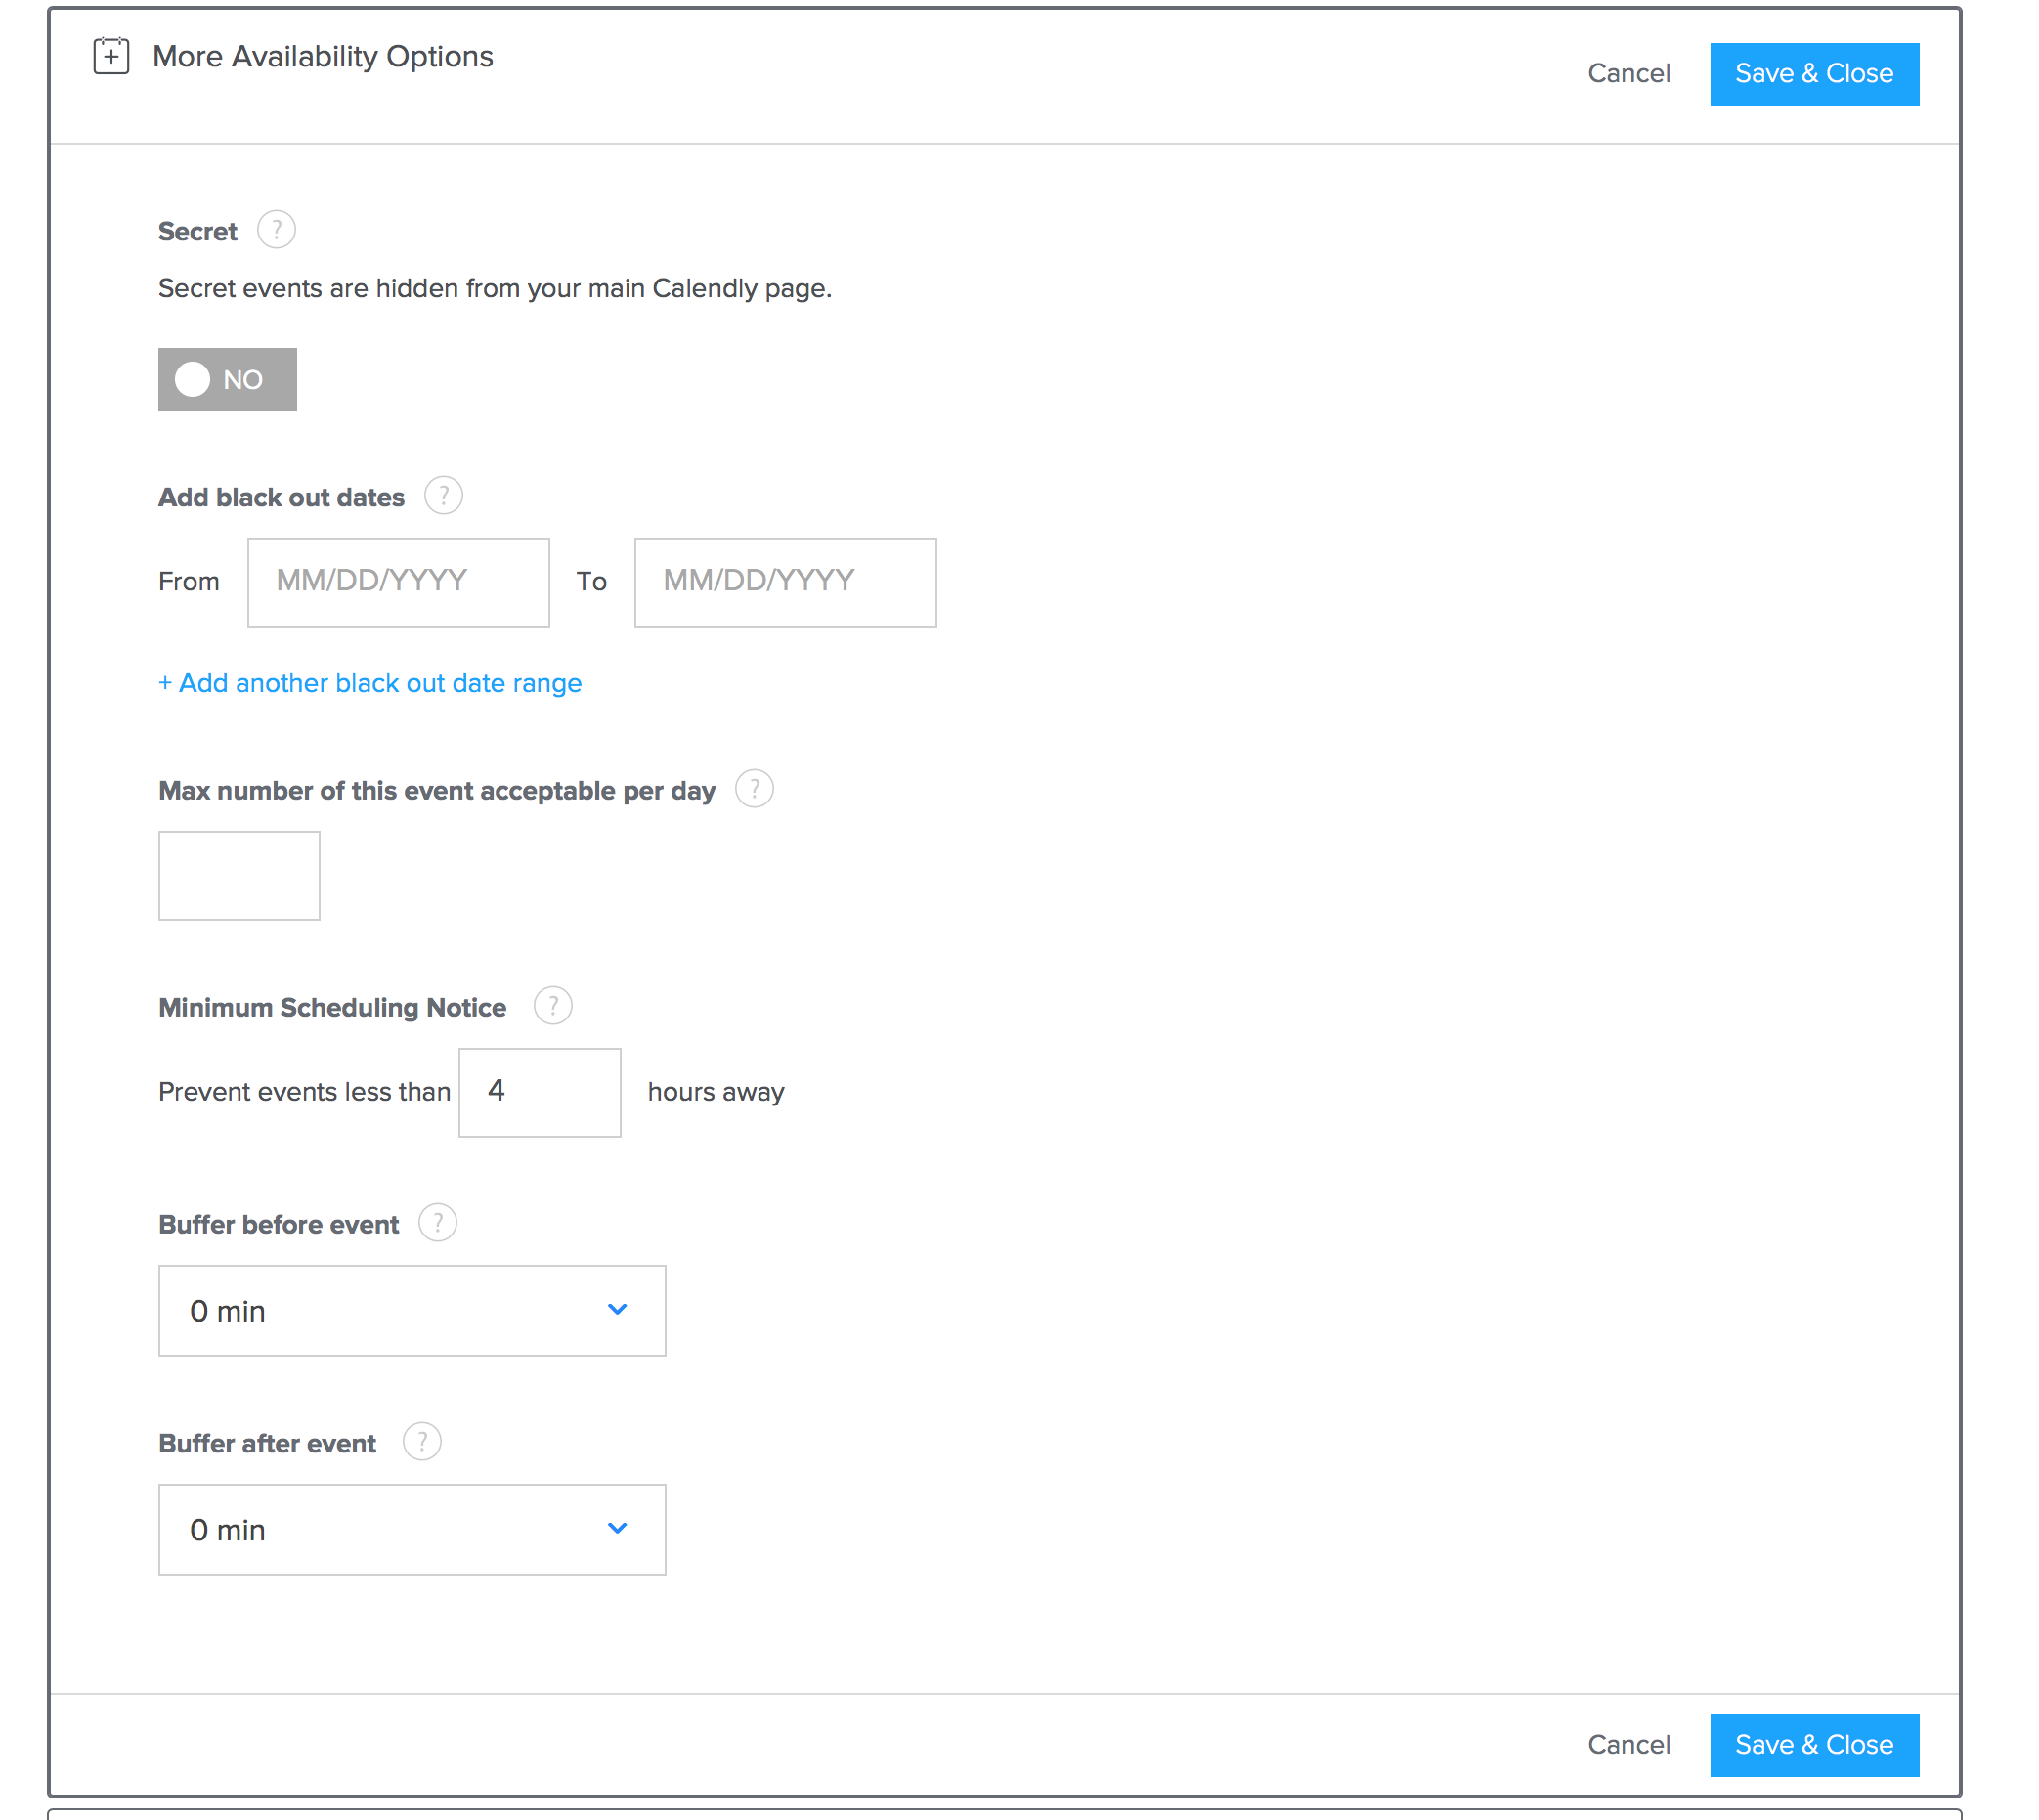 More Availability Options
Cancel
Save & Close
Secret ?
Secret events are hidden from your main Calendly page.
NO
Add black out dates ?
From MM/DD/YYYY To MM/DD/YYYY
+ Add another black out date range
Max number of this event acceptable per day ?
Minimum Scheduling Notice ?
Prevent events less than 4 hours away
Buffer before event ?
0 min
Buffer after event ?
0 min
Cancel
Save & Close